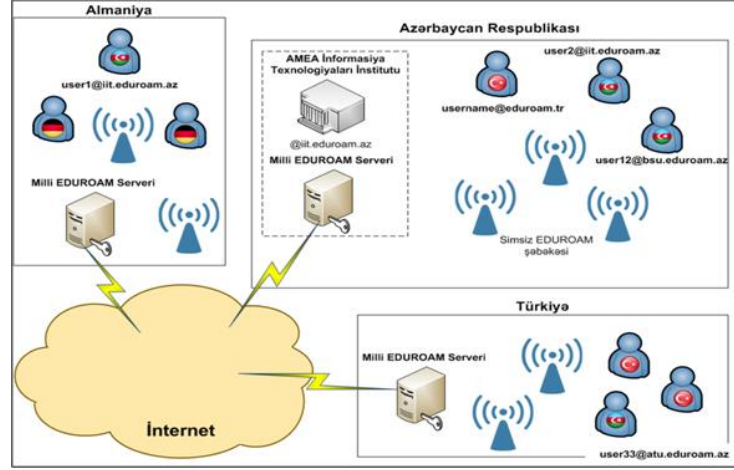 Almaniya
user1@iit.eduroam.az
Milli EDUROAM Serveri
Azərbaycan Respublikası
AMEA İnformasiya
Texnologiyaları İnstitutu
@iit.eduroam.az
Milli EDUROAM Serveri
user2@iit.eduroam.az
username@eduroam.tr
user12@bsu.eduroam.az
Simsiz EDUROAM
şəbəkəsi
İnternet
Türkiyə
Milli EDUROAM Serveri
user33@atu.eduroam.az